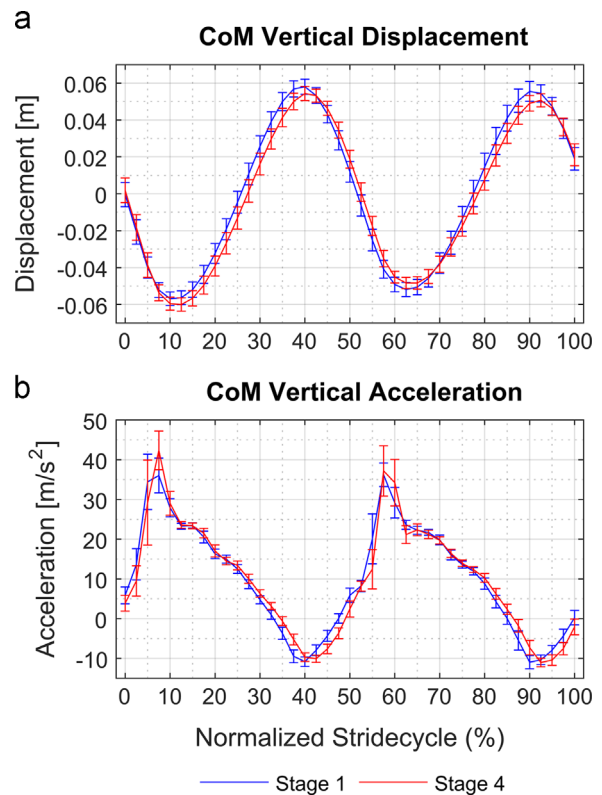 a
CoM Vertical Displacement
0.06
0.04
0.02
0
-0.02
-0.04
-0.06
Displacement [m]
0 10 20 30 40 50 60 70 80 90 100
b
CoM Vertical Acceleration
50
40
30
20
10
0
-10
Acceleration [m/s²]
0 10 20 30 40 50 60 70 80 90 100
Normalized Stridecycle (%)
Stage 1 Stage 4